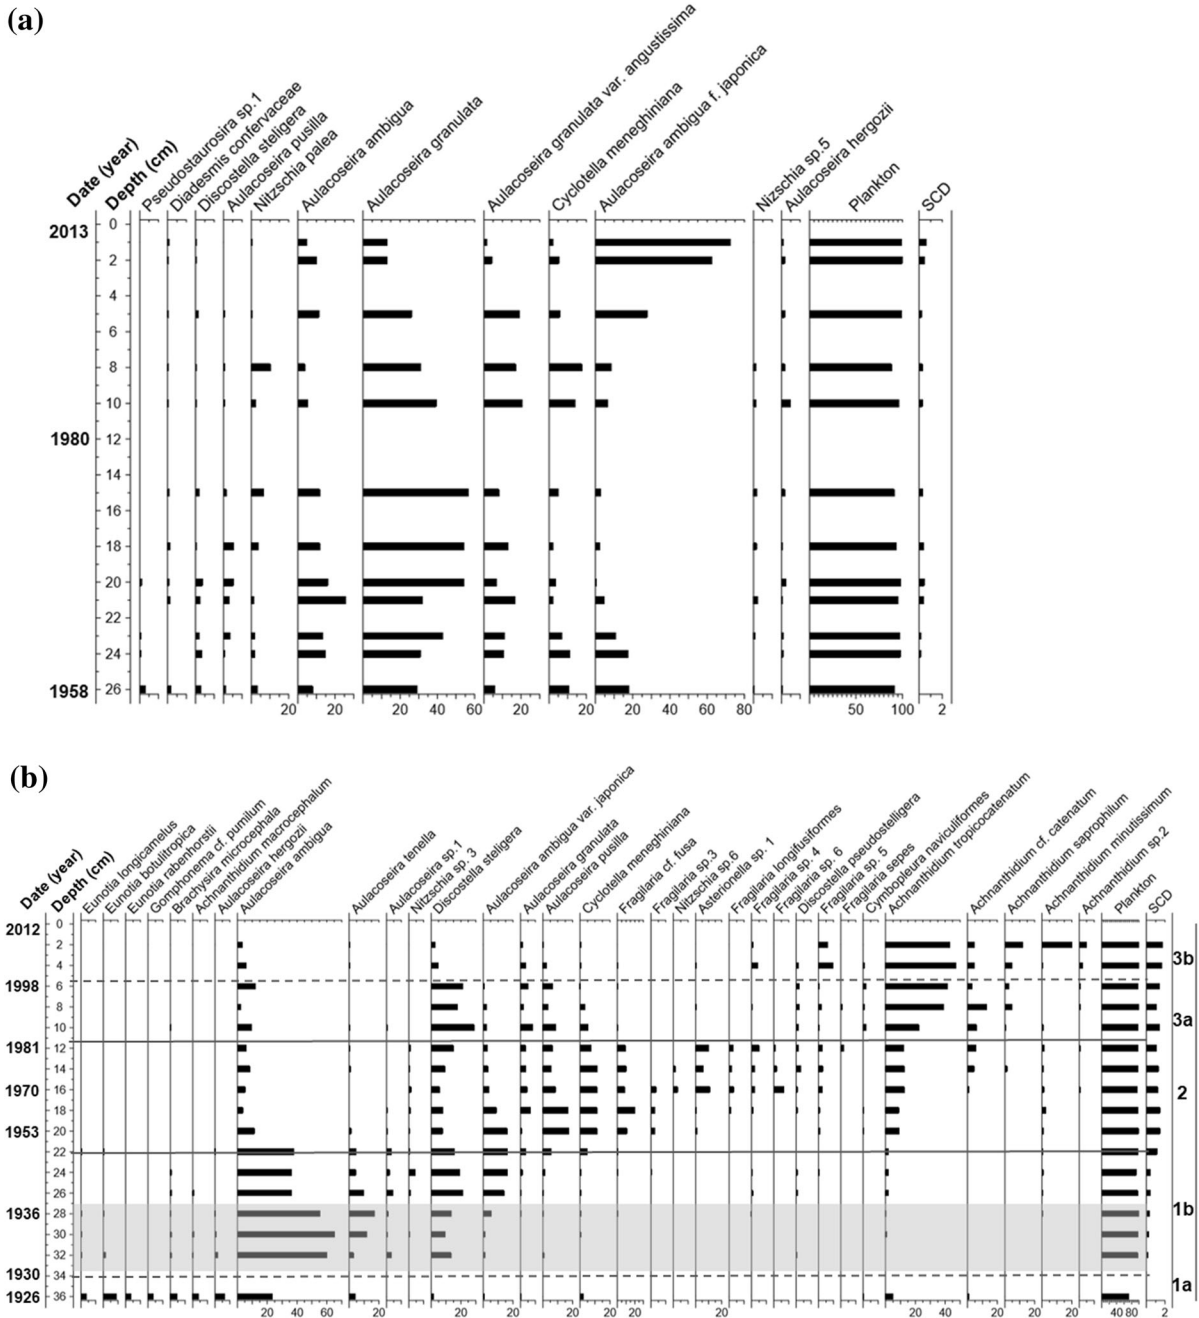 (a)
Date (year)
Depth (cm)
Pseudostaurosira sp.1
Diadesmis confervaceae
Discostella steligera
Aulacoseira pusilla
Nitzschia palea
Aulacoseira ambigua
Aulacoseira granulata
Aulacoseira granulata var. angustissima
Cyclotella meneghiniana
Aulacoseira ambigua f. japonica
Nizschia sp.5
Aulacoseira hergozii
Plankton
SCD
2013
1980
1958
0
2
4
6
8
10
12
14
16
18
20
22
24
26
20 20 20 40 60 20 20 20 40 60 80 50 100 2
(b)
Date (year)
Depth (cm)
Eunotia longicamelus
Eunotia botulitropica
Eunotia rabenhorstii
Gomphonema cf. pumilum
Brachysira microcephala
Achnanthidium macrocephalum
Aulacoseira hergozii
Aulacoseira ambigua
Aulacoseira tenella
Aulacoseira sp.1
Nitzschia sp. 3
Discostella steligera
Aulacoseira ambigua var. japonica
Aulacoseira granulata
Aulacoseira pusilla
Cyclotella meneghiniana
Fragilaria cf. fusa
Fragilaria sp.3
Nitzschia sp.6
Asterionella sp. 1
Fragilaria longifusiformes
Fragilaria sp. 4
Fragilaria sp. 6
Discostella pseudostelligera
Fragilaria sp. 5
Fragilaria sepes
Cymbopleura naviculiformes
Achnanthidium tropicocatenatum
Achnanthidium cf. catenatum
Achnanthidium saprophilum
Achnanthidium minutissimum
Achnanthidium sp.2
Plankton
SCD
2012
1998
1981
1970
1953
1936
1930
1926
0
2
4
6
8
10
12
14
16
18
20
22
24
26
28
30
32
34
36
3b
3a
2
1b
1a
20 40 60 20 20 20 20 20 20 20 20 20 40 20 20 20 40 80 2